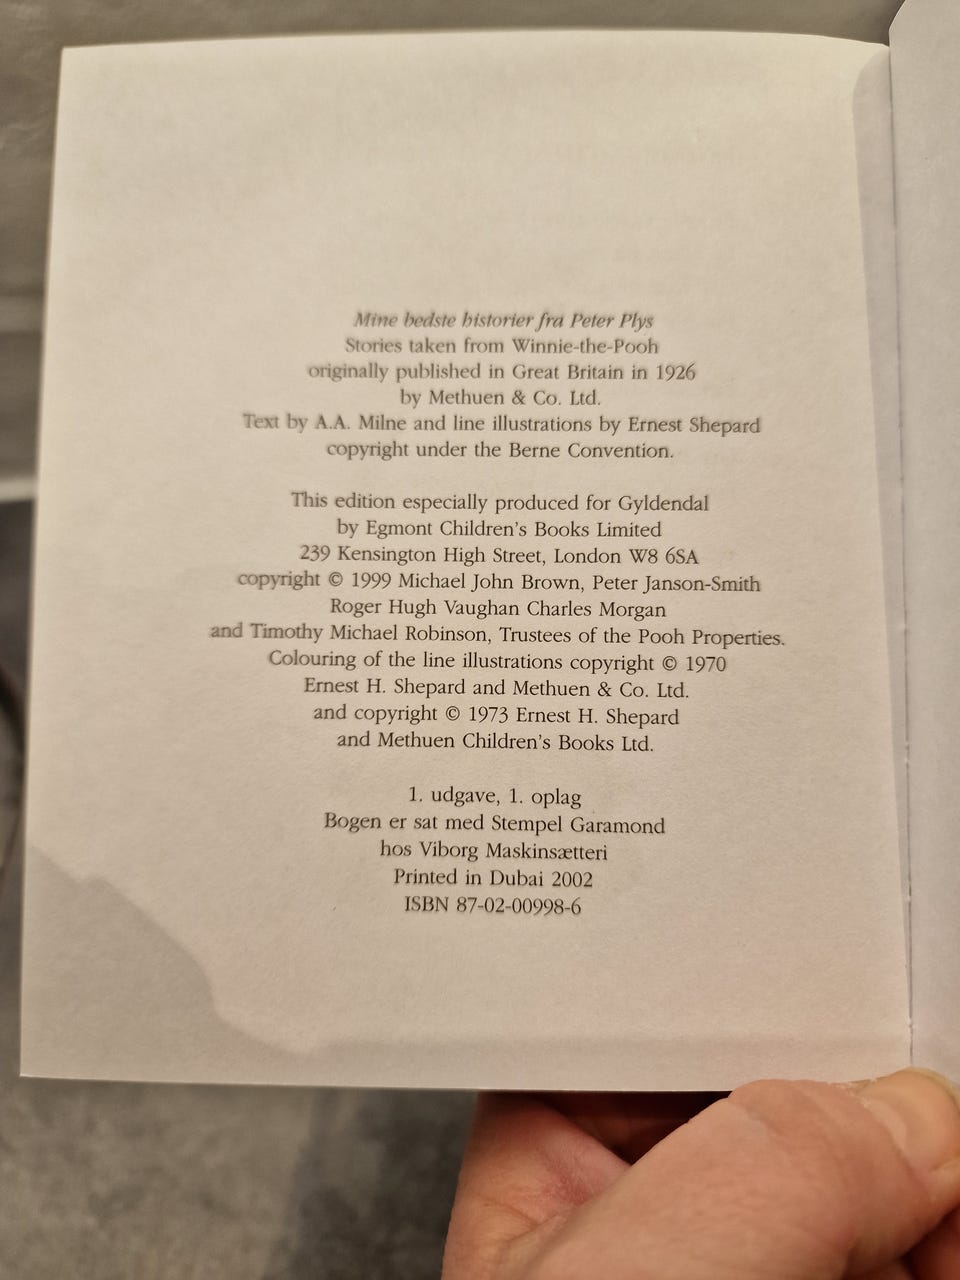 Mine bedste historier fra Peter Plys
Stories taken from Winnie-the-Pooh
originally published in Great Britain in 1926
by Methuen & Co. Ltd.
Text by A.A. Milne and line illustrations by Ernest Shepard
copyright under the Berne Convention.
This edition especially produced for Gyldendal
by Egmont Children's Books Limited
239 Kensington High Street, London W8 6SA
copyright © 1999 Michael John Brown, Peter Janson-Smith
Roger Hugh Vaughan Charles Morgan
and Timothy Michael Robinson, Trustees of the Pooh Properties.
Colouring of the line illustrations copyright © 1970
Ernest H. Shepard and Methuen & Co. Ltd.
and copyright © 1973 Ernest H. Shepard
and Methuen Children's Books Ltd.
1. udgave, 1. oplag
Bogen er sat med Stempel Garamond
hos Viborg Maskinsætteri
Printed in Dubai 2002
ISBN 87-02-00998-6